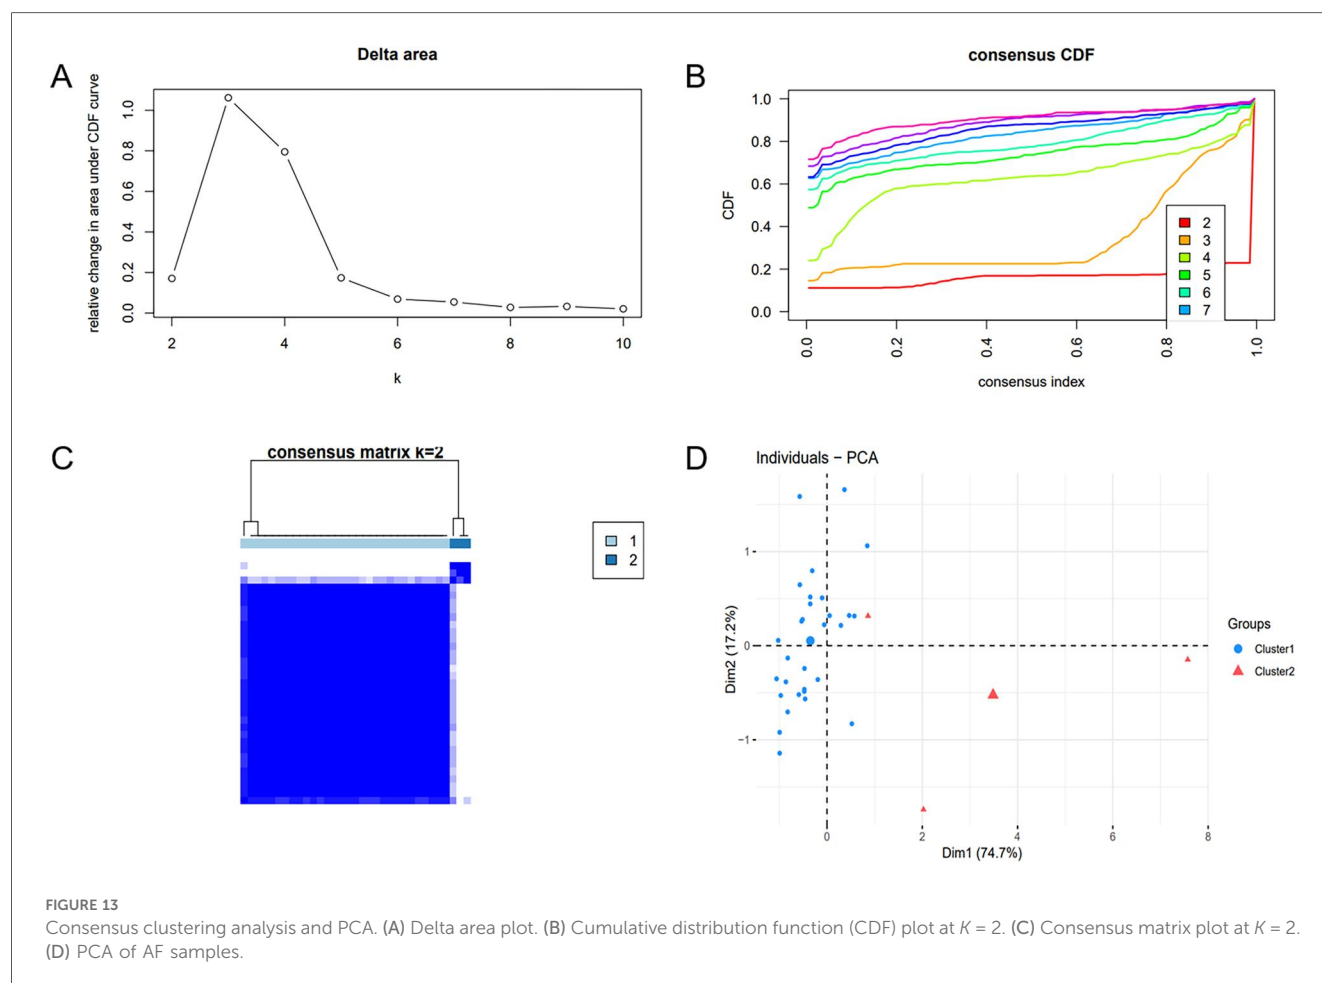 A
Delta area
relative change in area under CDF curve
0.0
0.2
0.4
0.6
0.8
1.0
2
4
6
8
10
k
B
consensus CDF
CDF
0.0
0.2
0.4
0.6
0.8
1.0
2
3
4
5
6
7
0.0
0.2
0.4
0.6
0.8
1.0
consensus index
C
consensus matrix k=2
1
2
D
Individuals − PCA
Dim2 (17.2%)
1
0
−1
0
2
4
6
8
Dim1 (74.7%)
Groups
Cluster1
Cluster2
FIGURE 13
Consensus clustering analysis and PCA. (A) Delta area plot. (B) Cumulative distribution function (CDF) plot at K = 2. (C) Consensus matrix plot at K = 2.
(D) PCA of AF samples.